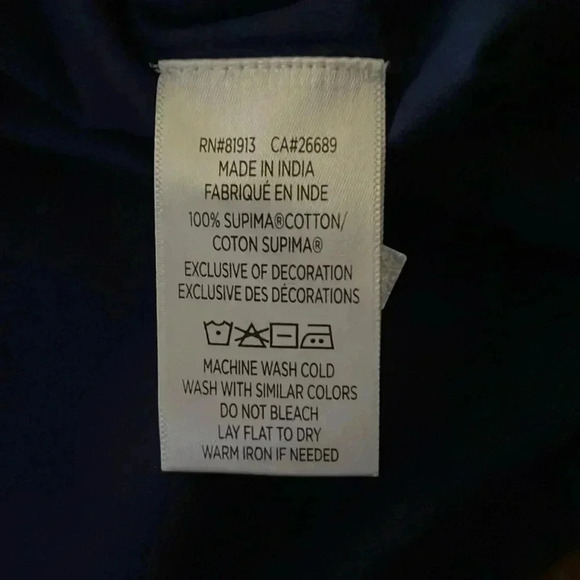 RN#81913 CA#26689
MADE IN INDIA
FABRIQUÉ EN INDE
100% SUPIMA®COTTON/
COTON SUPIMA®
EXCLUSIVE OF DECORATION
EXCLUSIVE DES DÉCORATIONS
MACHINE WASH COLD
WASH WITH SIMILAR COLORS
DO NOT BLEACH
LAY FLAT TO DRY
WARM IRON IF NEEDED